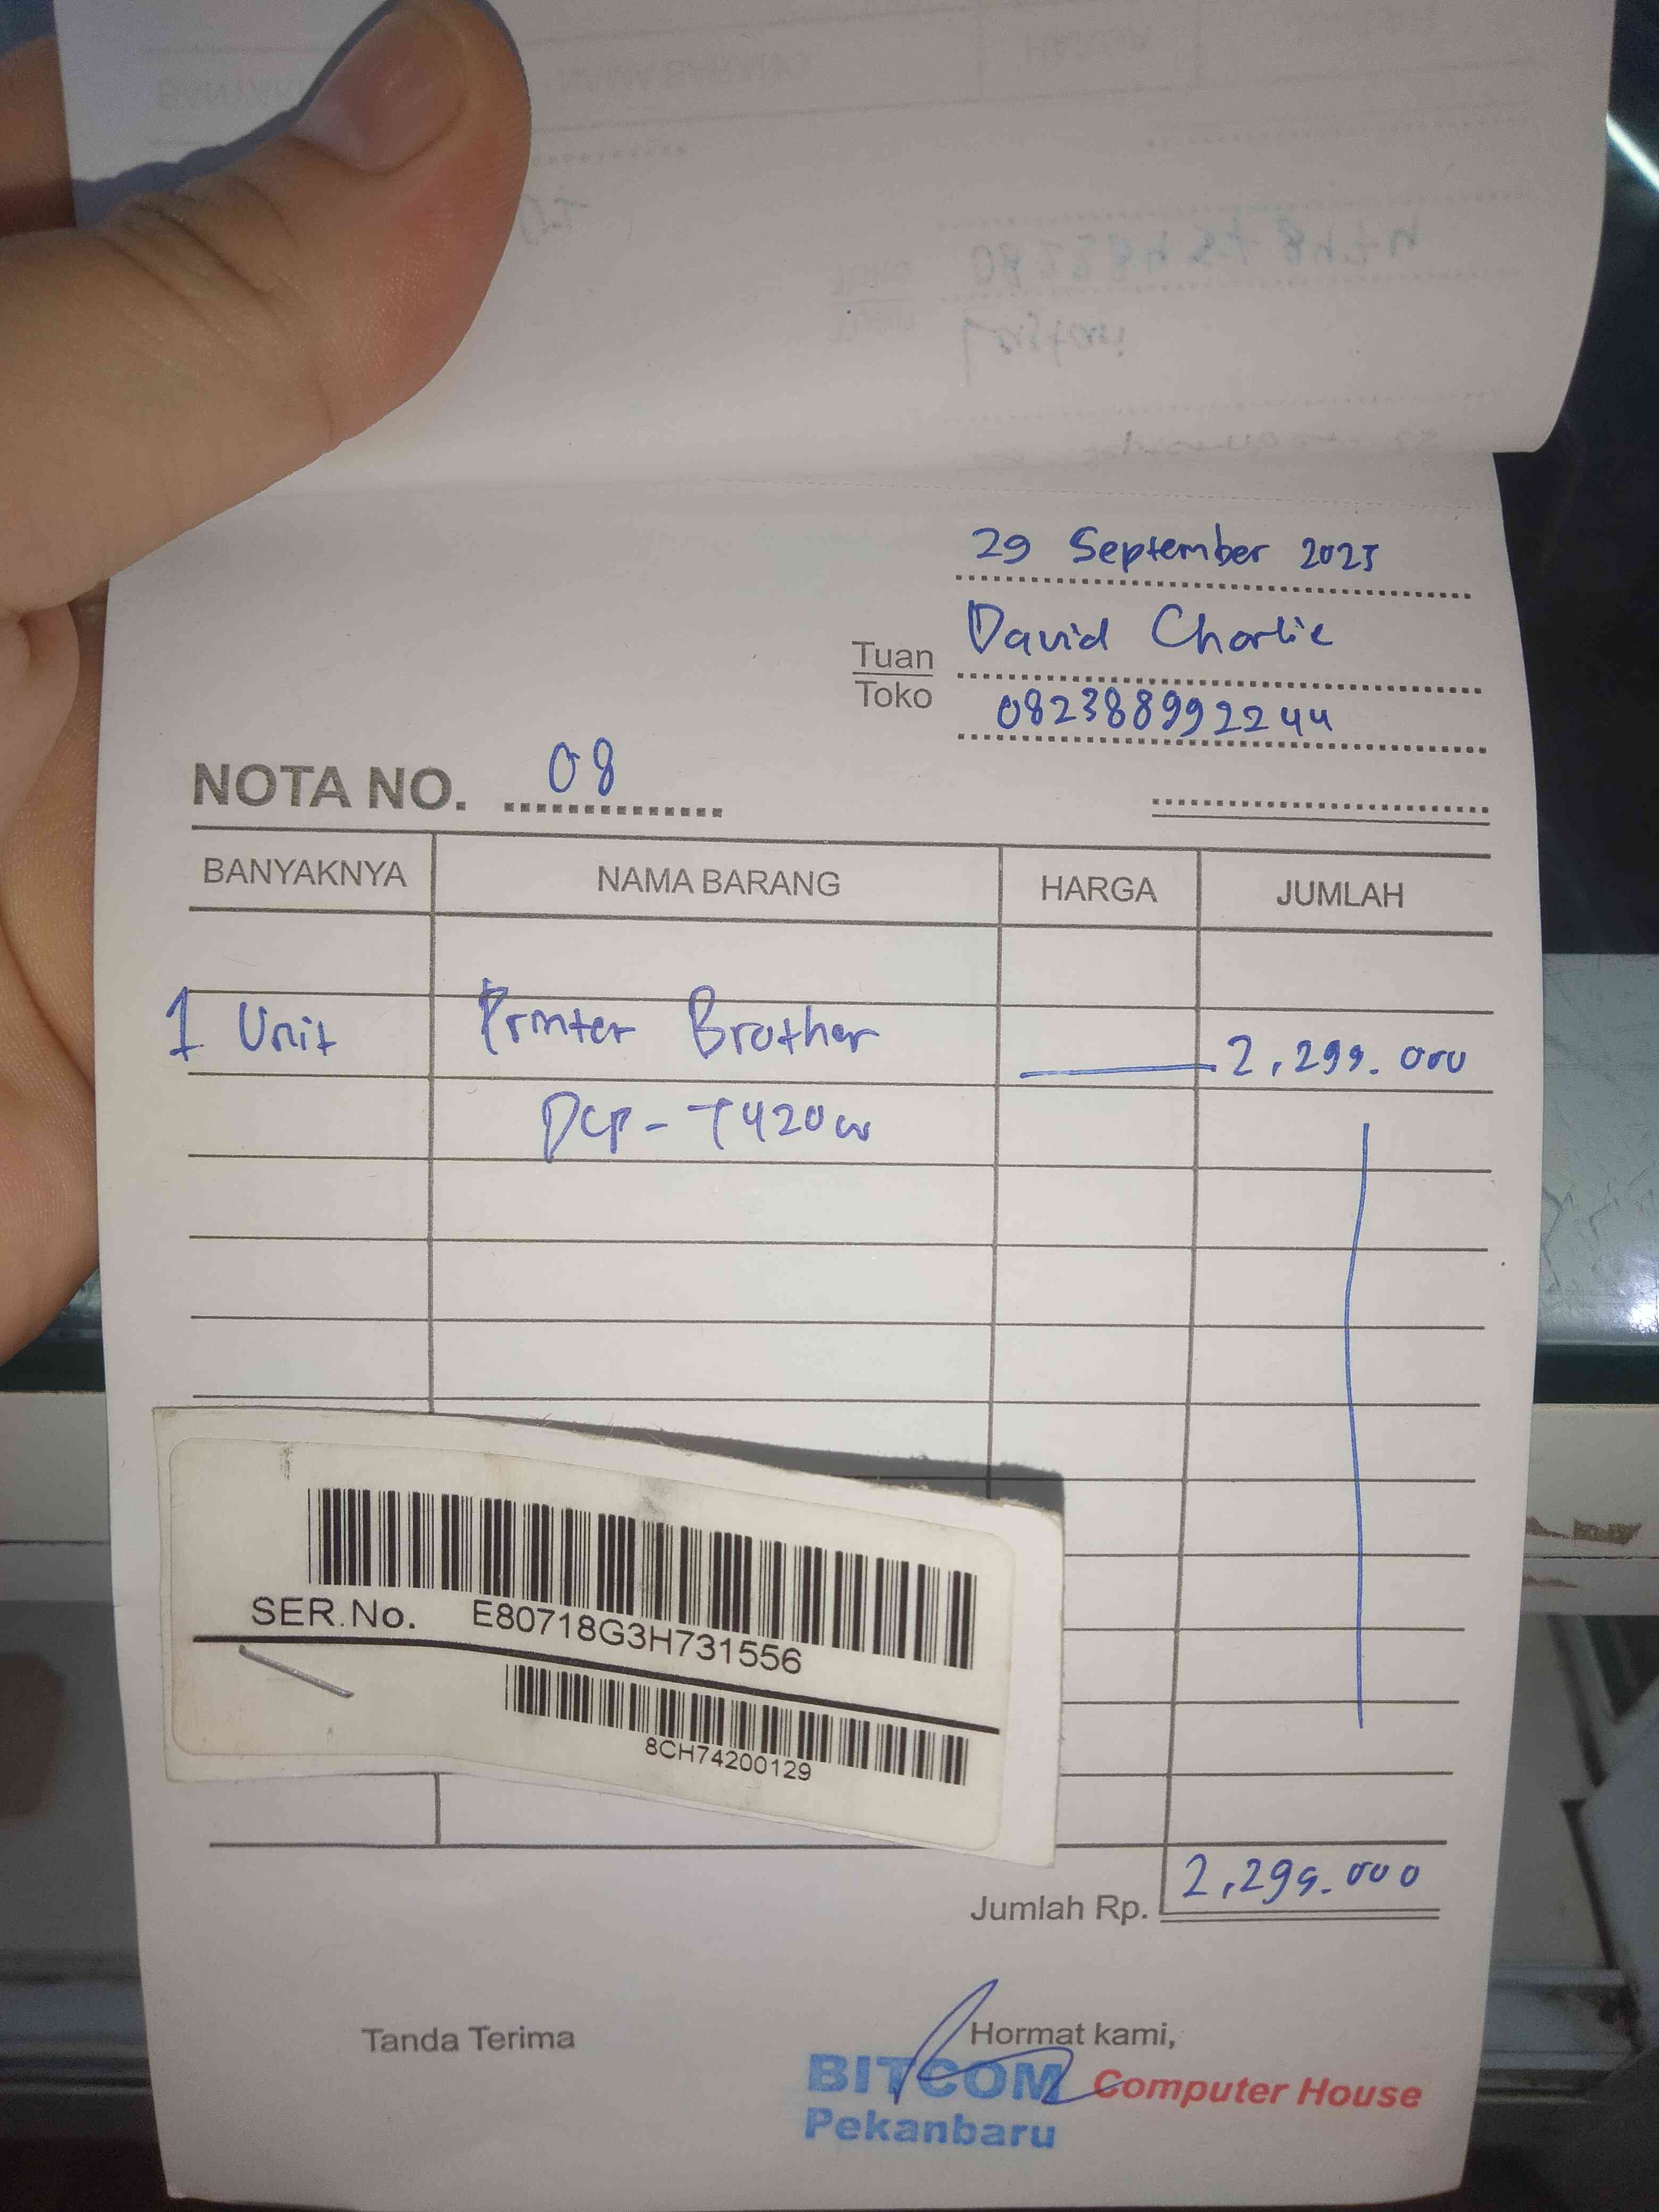 29 September 2025
David Charlie
Tuan
Toko
082388992244
NOTA NO. 08
BANYAKNYA NAMA BARANG HARGA JUMLAH
1 Unit Printer Brother 2,299.000
DCP-T420w
SER.No. E80718G3H731556
8CH74200129
Jumlah Rp. 2,299.000
Tanda Terima Hormat kami,
BITCOM Computer House
Pekanbaru